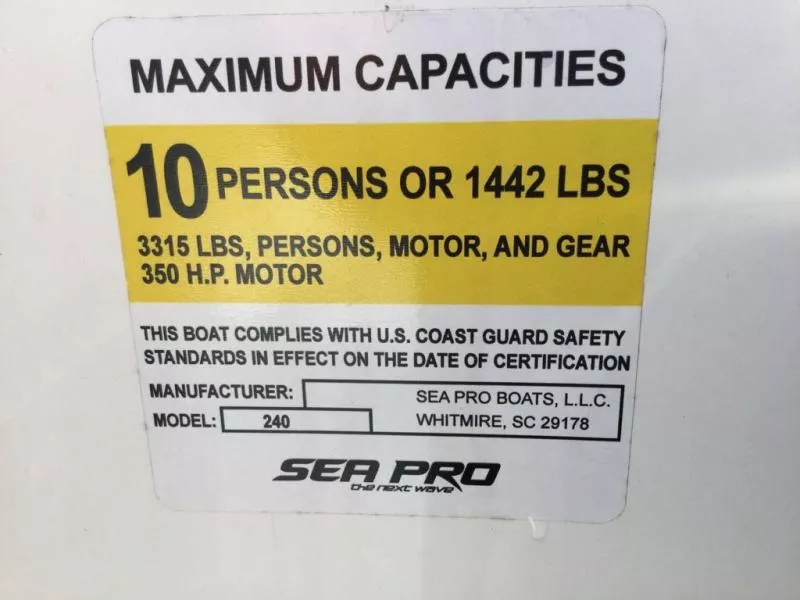 MAXIMUM CAPACITIES
10 PERSONS OR 1442 LBS
3315 LBS, PERSONS, MOTOR, AND GEAR
350 H.P. MOTOR
THIS BOAT COMPLIES WITH U.S. COAST GUARD SAFETY
STANDARDS IN EFFECT ON THE DATE OF CERTIFICATION
MANUFACTURER: SEA PRO BOATS, L.L.C.
MODEL: 240 WHITMIRE, SC 29178
SEA PRO
the next wave